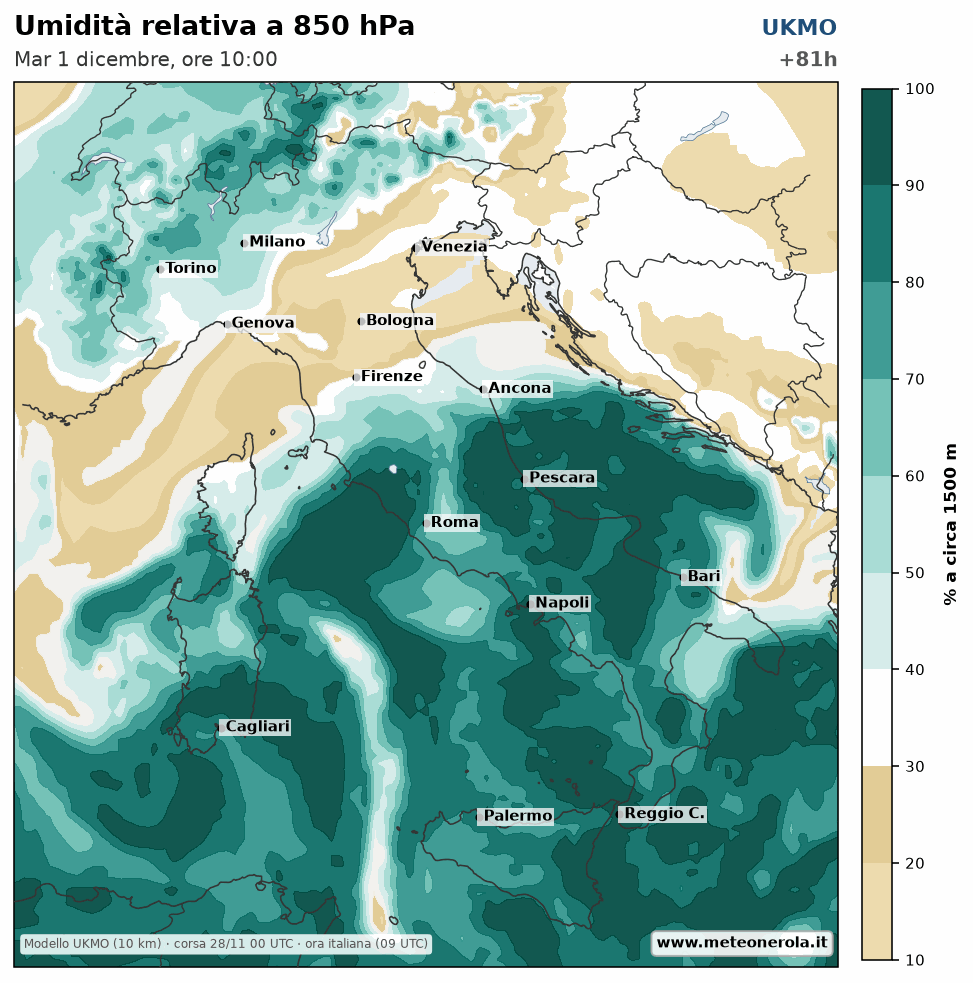 Umidità relativa a 850 hPa
UKMO
Mar 1 dicembre, ore 10:00
+81h
Milano
Venezia
Torino
Genova
Bologna
Firenze
Ancona
Pescara
Roma
Bari
Napoli
Cagliari
Palermo
Reggio C.
100
90
80
70
60
50
40
30
20
10
% a circa 1500 m
Modello UKMO (10 km) · corsa 28/11 00 UTC · ora italiana (09 UTC)
www.meteonerola.it